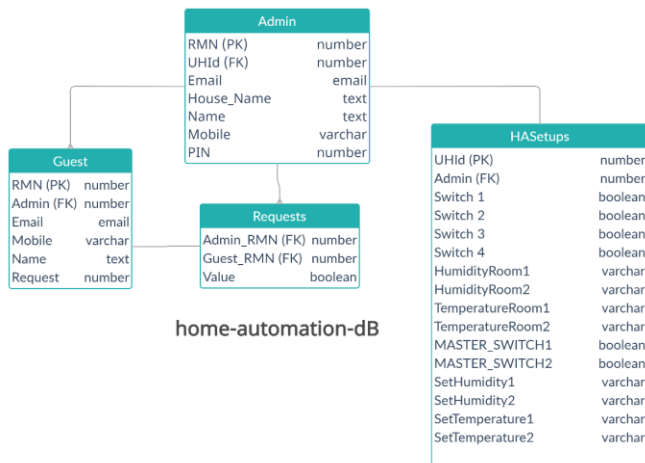 Admin
RMN (PK) number
UHId (FK) number
Email email
House_Name text
Name text
Mobile varchar
PIN number
Guest
RMN (PK) number
Admin (FK) number
Email email
Mobile varchar
Name text
Request number
Requests
Admin_RMN (FK) number
Guest_RMN (FK) number
Value boolean
home-automation-dB
HASetups
UHId (PK) number
Admin (FK) number
Switch 1 boolean
Switch 2 boolean
Switch 3 boolean
Switch 4 boolean
HumidityRoom1 varchar
HumidityRoom2 varchar
TemperatureRoom1 varchar
TemperatureRoom2 varchar
MASTER_SWITCH1 boolean
MASTER_SWITCH2 boolean
SetHumidity1 varchar
SetHumidity2 varchar
SetTemperature1 varchar
SetTemperature2 varchar